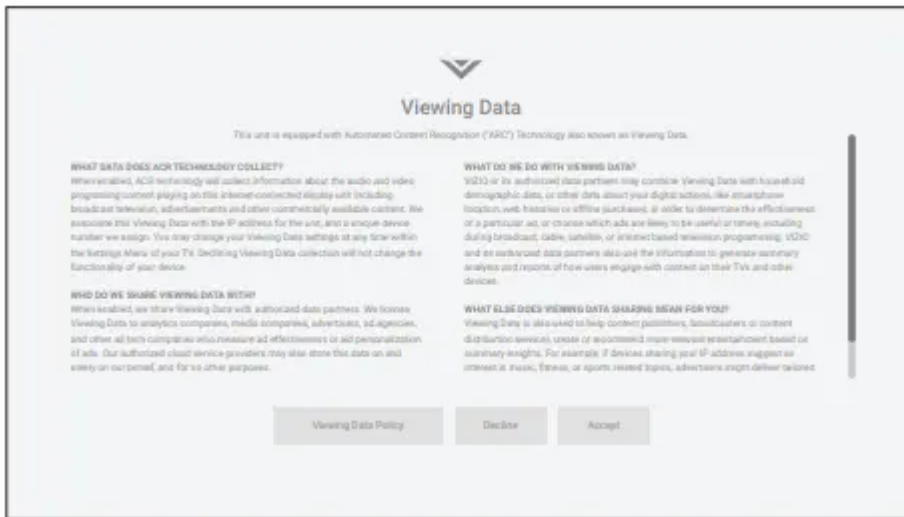 Viewing Data
This unit is equipped with Automated Content Recognition ("ARC") Technology also known as Viewing Data.
WHAT DATA DOES ACR TECHNOLOGY COLLECT?
When enabled, ACR technology will collect information about the audio and video
programing content playing on this internet-connected display unit including
broadcast television, advertisements and other commercially available content. We
associate this Viewing Data with the IP address for the unit, and a unique device
number we assign. You may change your Viewing Data settings at any time within
the Settings Menu of your TV. Declining Viewing Data collection will not change the
functionality of your device.
WHO DO WE SHARE VIEWING DATA WITH?
When enabled, we share Viewing Data with authorized data partners. We license
Viewing Data to analytics companies, media companies, advertisers, ad agencies,
and other ad tech companies who measure ad effectiveness or aid personalization
of ads. Our authorized cloud service providers may also store this data on and
solely on our behalf, and for no other purposes.
WHAT DO WE DO WITH VIEWING DATA?
VIZIO or its authorized data partners may combine Viewing Data with household
demographic data, or other data about your digital actions, like smartphone
location, web histories or offline purchases, in order to determine the effectiveness
of a particular ad, or choose which ads are likely to be useful or timely, including
during broadcast, cable, satellite, or internet based television programming. VIZIO
and its authorized data partners also use the information to generate summary
analysis and reports of how users engage with content on their TVs and other
devices.
WHAT ELSE DOES VIEWING DATA SHARING MEAN FOR YOU?
Viewing Data is also used to help content publishers, broadcasters or content
distribution services, create or recommend more relevant entertainment based on
summary insights. For example, if devices sharing your IP address suggest an
interest in music, fitness, or sports related topics, advertisers might deliver tailored
Viewing Data Policy
Decline
Accept